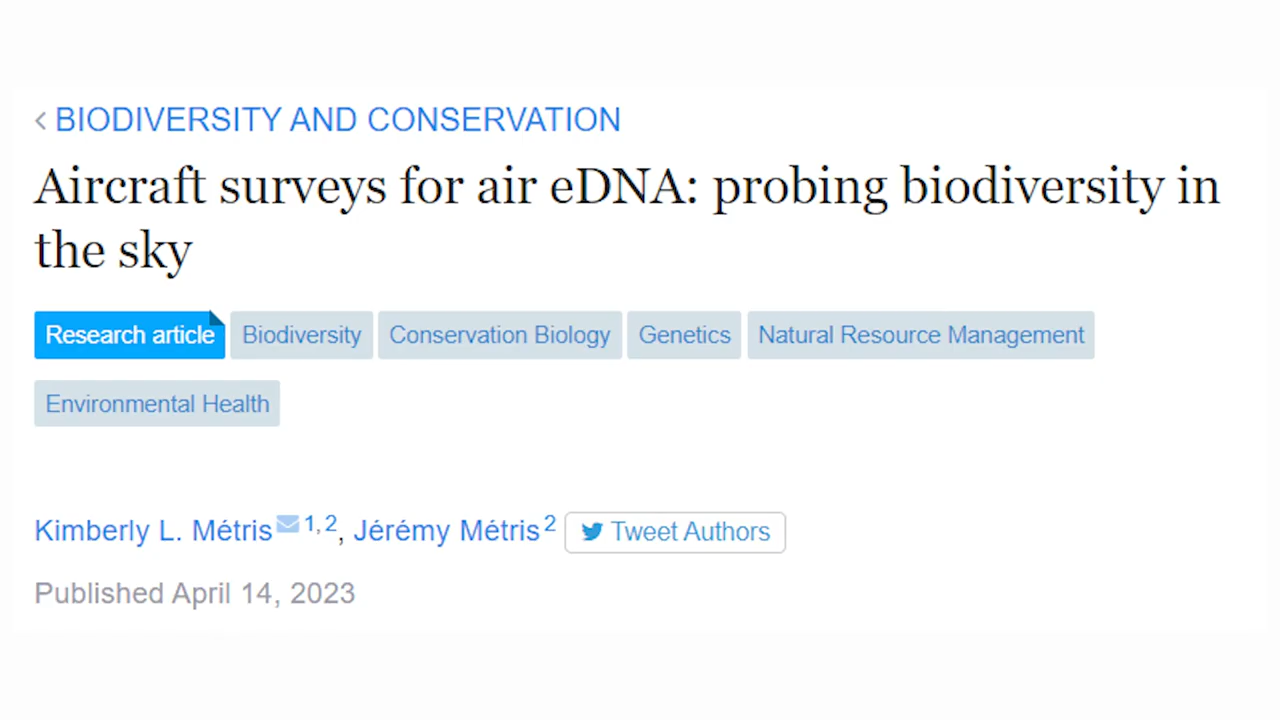 < BIODIVERSITY AND CONSERVATION
Aircraft surveys for air eDNA: probing biodiversity in
the sky
Research article Biodiversity Conservation Biology Genetics Natural Resource Management
Environmental Health
Kimberly L. Métris 1,2, Jérémy Métris 2 Tweet Authors
Published April 14, 2023